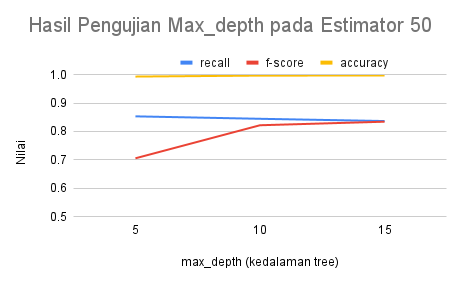 Hasil Pengujian Max_depth pada Estimator 50
recall f-score accuracy
1.0
0.9
0.8
0.7
0.6
0.5
Nilai
5 10 15
max_depth (kedalaman tree)